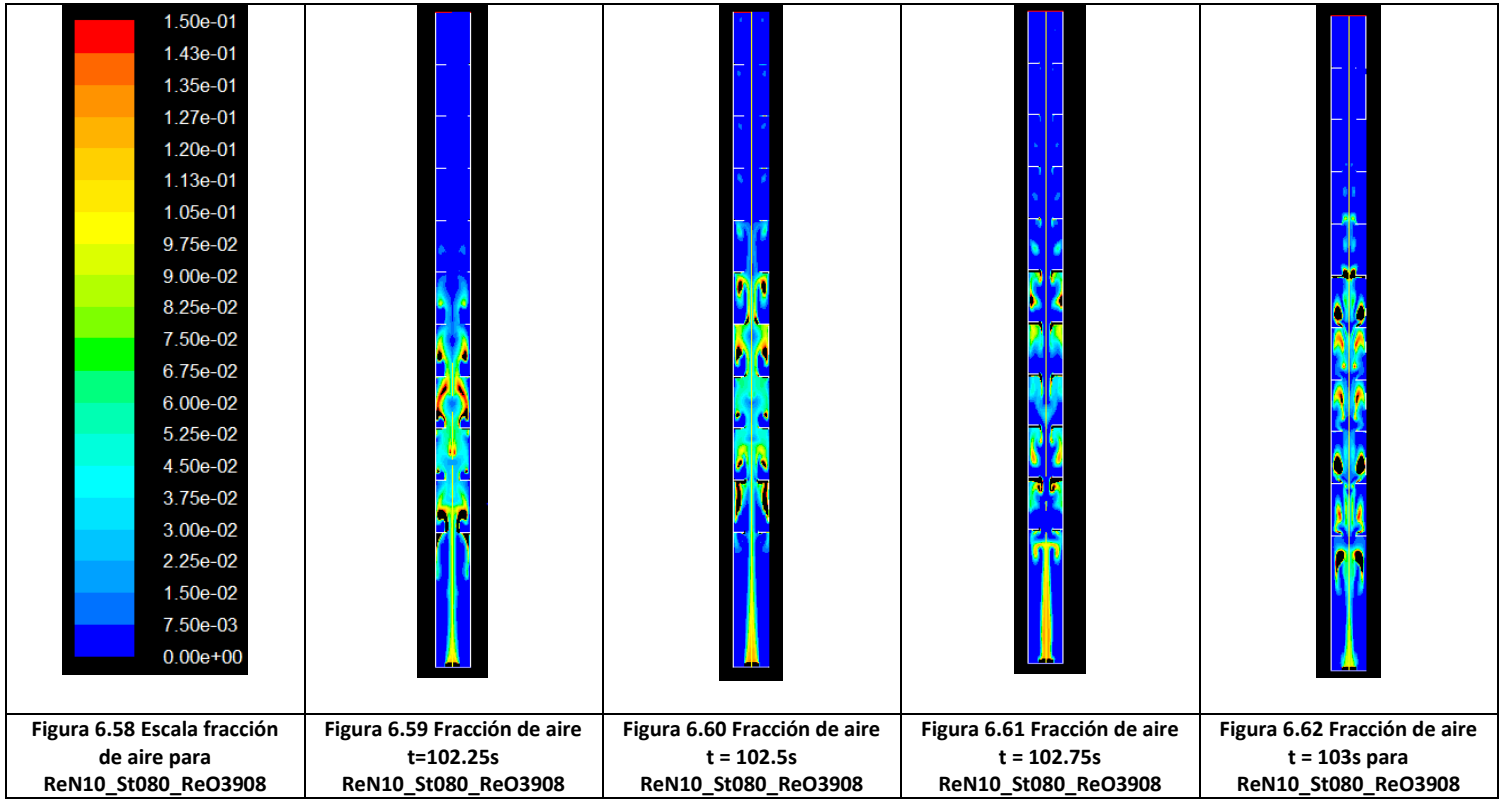 1.50e-01
1.43e-01
1.35e-01
1.27e-01
1.20e-01
1.13e-01
1.05e-01
9.75e-02
9.00e-02
8.25e-02
7.50e-02
6.75e-02
6.00e-02
5.25e-02
4.50e-02
3.75e-02
3.00e-02
2.25e-02
1.50e-02
7.50e-03
0.00e+00
Figura 6.58 Escala fracción
de aire para
ReN10_St080_ReO3908
Figura 6.59 Fracción de aire
t=102.25s
ReN10_St080_ReO3908
Figura 6.60 Fracción de aire
t = 102.5s
ReN10_St080_ReO3908
Figura 6.61 Fracción de aire
t = 102.75s
ReN10_St080_ReO3908
Figura 6.62 Fracción de aire
t = 103s para
ReN10_St080_ReO3908